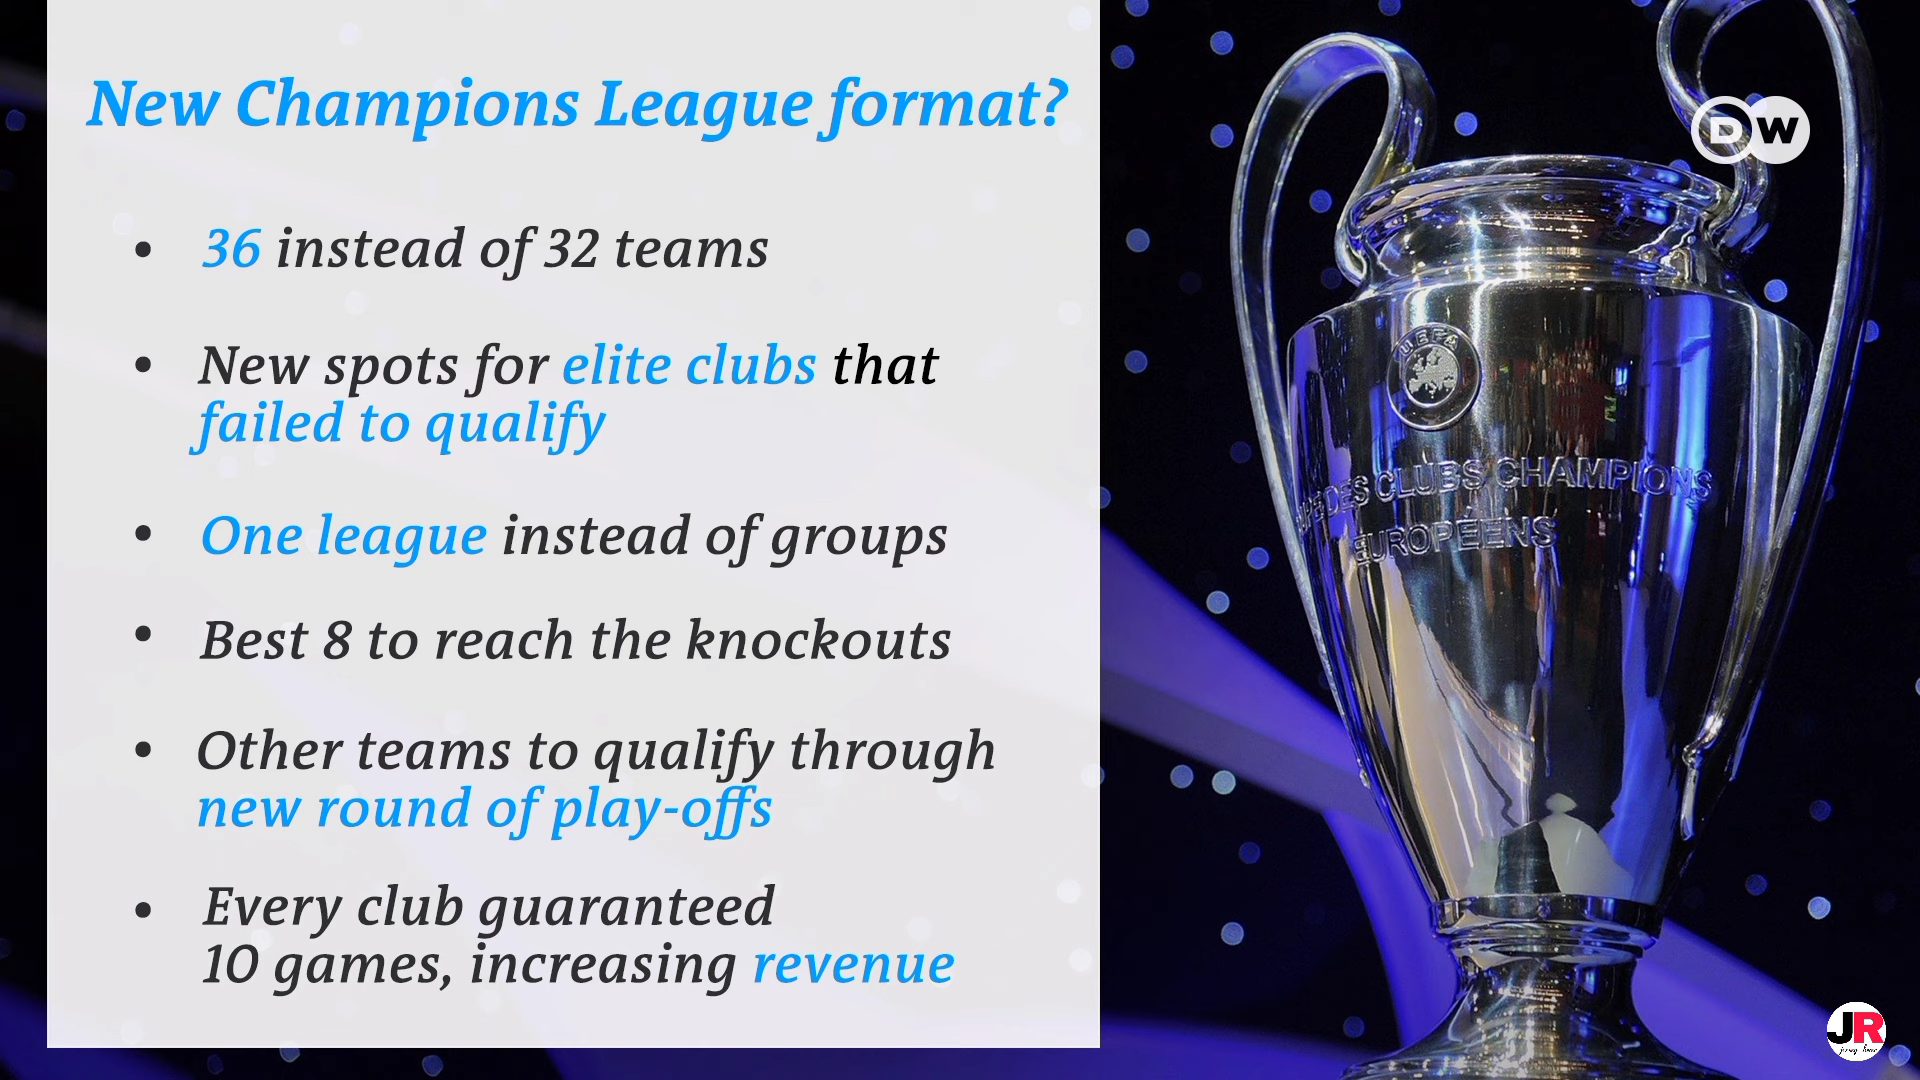 New Champions League format?
• 36 instead of 32 teams
• New spots for elite clubs that
failed to qualify
• One league instead of groups
• Best 8 to reach the knockouts
• Other teams to qualify through
new round of play-offs
• Every club guaranteed
10 games, increasing revenue
DW
UEFA
DES CLUBS CHAMPIONS
EUROPÉENS
JR